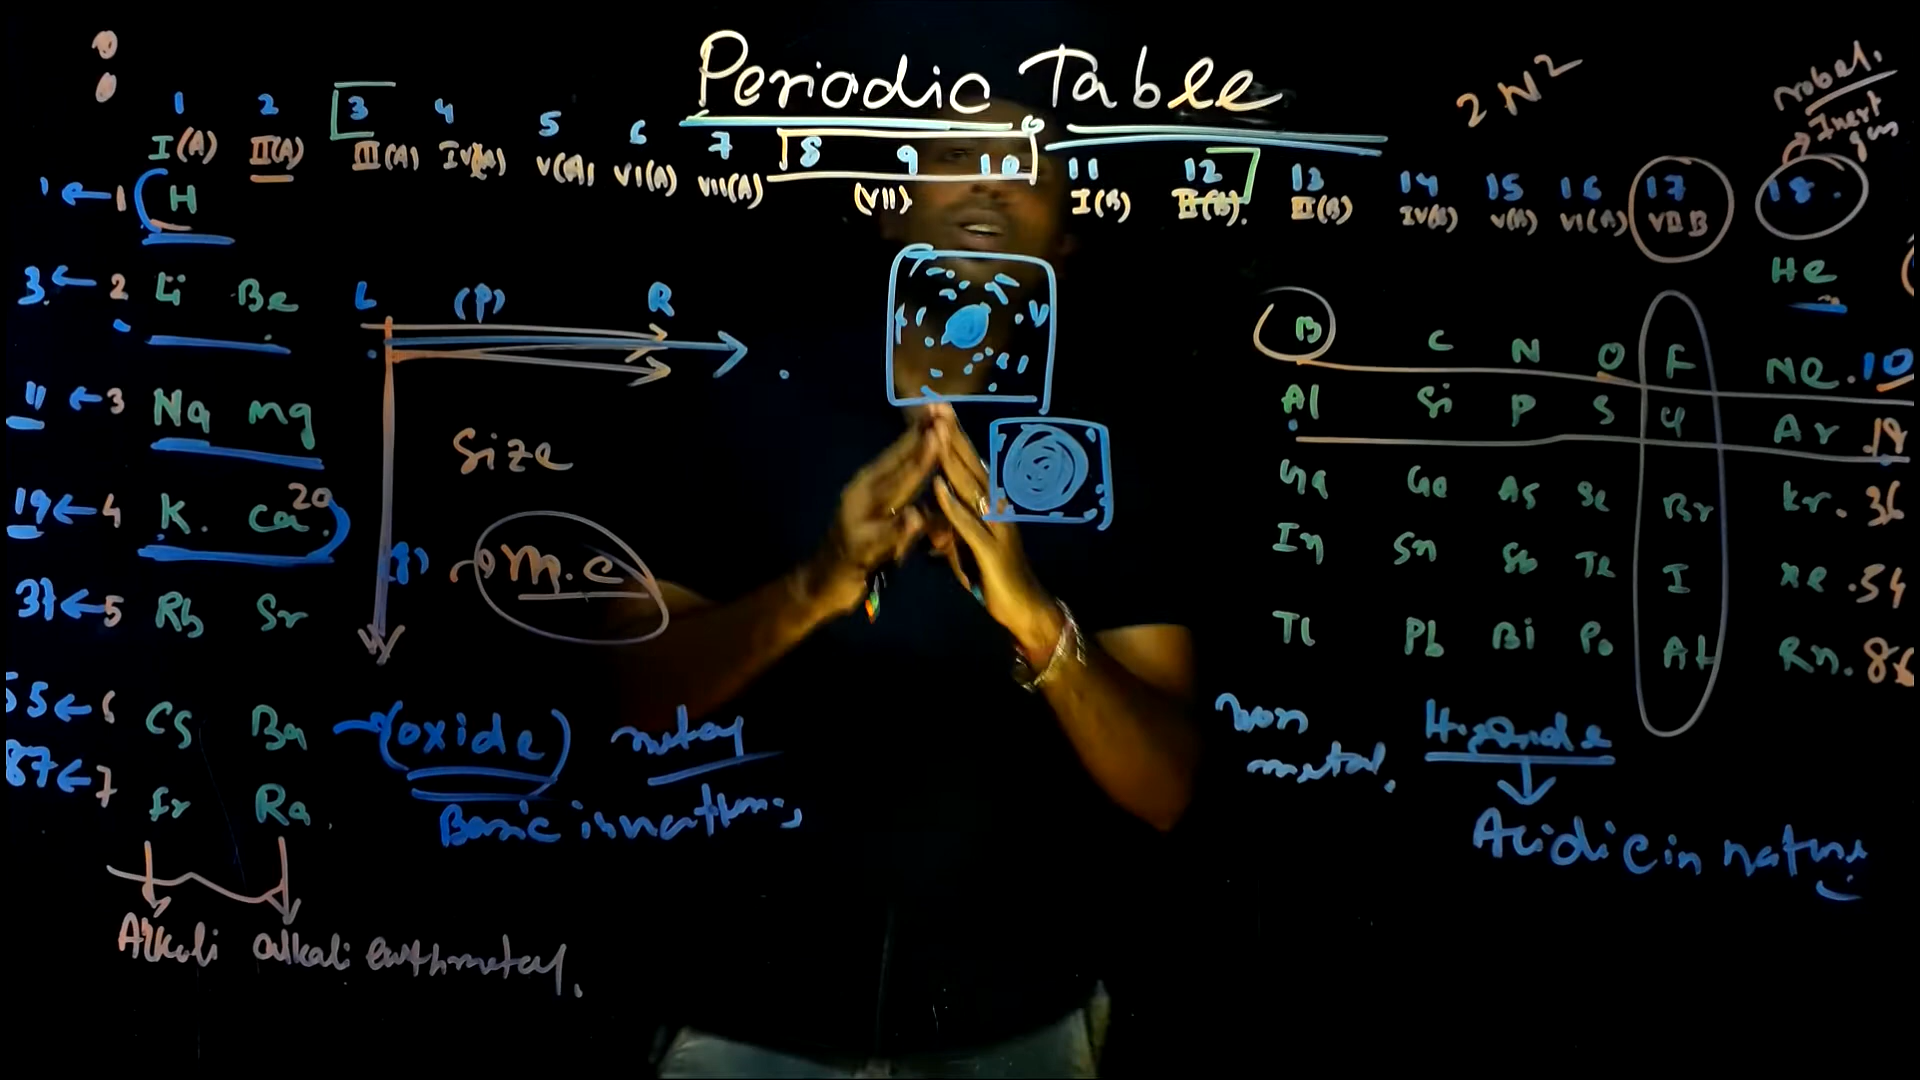 Periodic Table
2N²
Nobel.
Inert
gas
1 2 3 4 5 6 7 8 9 10 11 12 13 14 15 16 17 18.
I(A) II(A) III(A) IV(A) V(A) VI(A) VII(A) (VII) I(B) II(B). III(B) V(A) VI(A) VII B
1 ← 1 H He
3 ← 2 Li Be L (P) R B C N O F Ne. 10
11 ← 3 Na Mg Al Si P S Cl Ar 18
Size
19 ← 4 K. Ca 20 Ga Ge As Se Br Kr. 36
M.C In Sn Sb Te I Xe .54
37 ← 5 Rb Sr Tl Pb Bi Po At Rn. 86
55 ← 6 Cs Ba (oxide) metal
87 ← 7 Fr Ra.
Basic in
non
metal.
Acidic in nature
Alkali alkali earth metal.